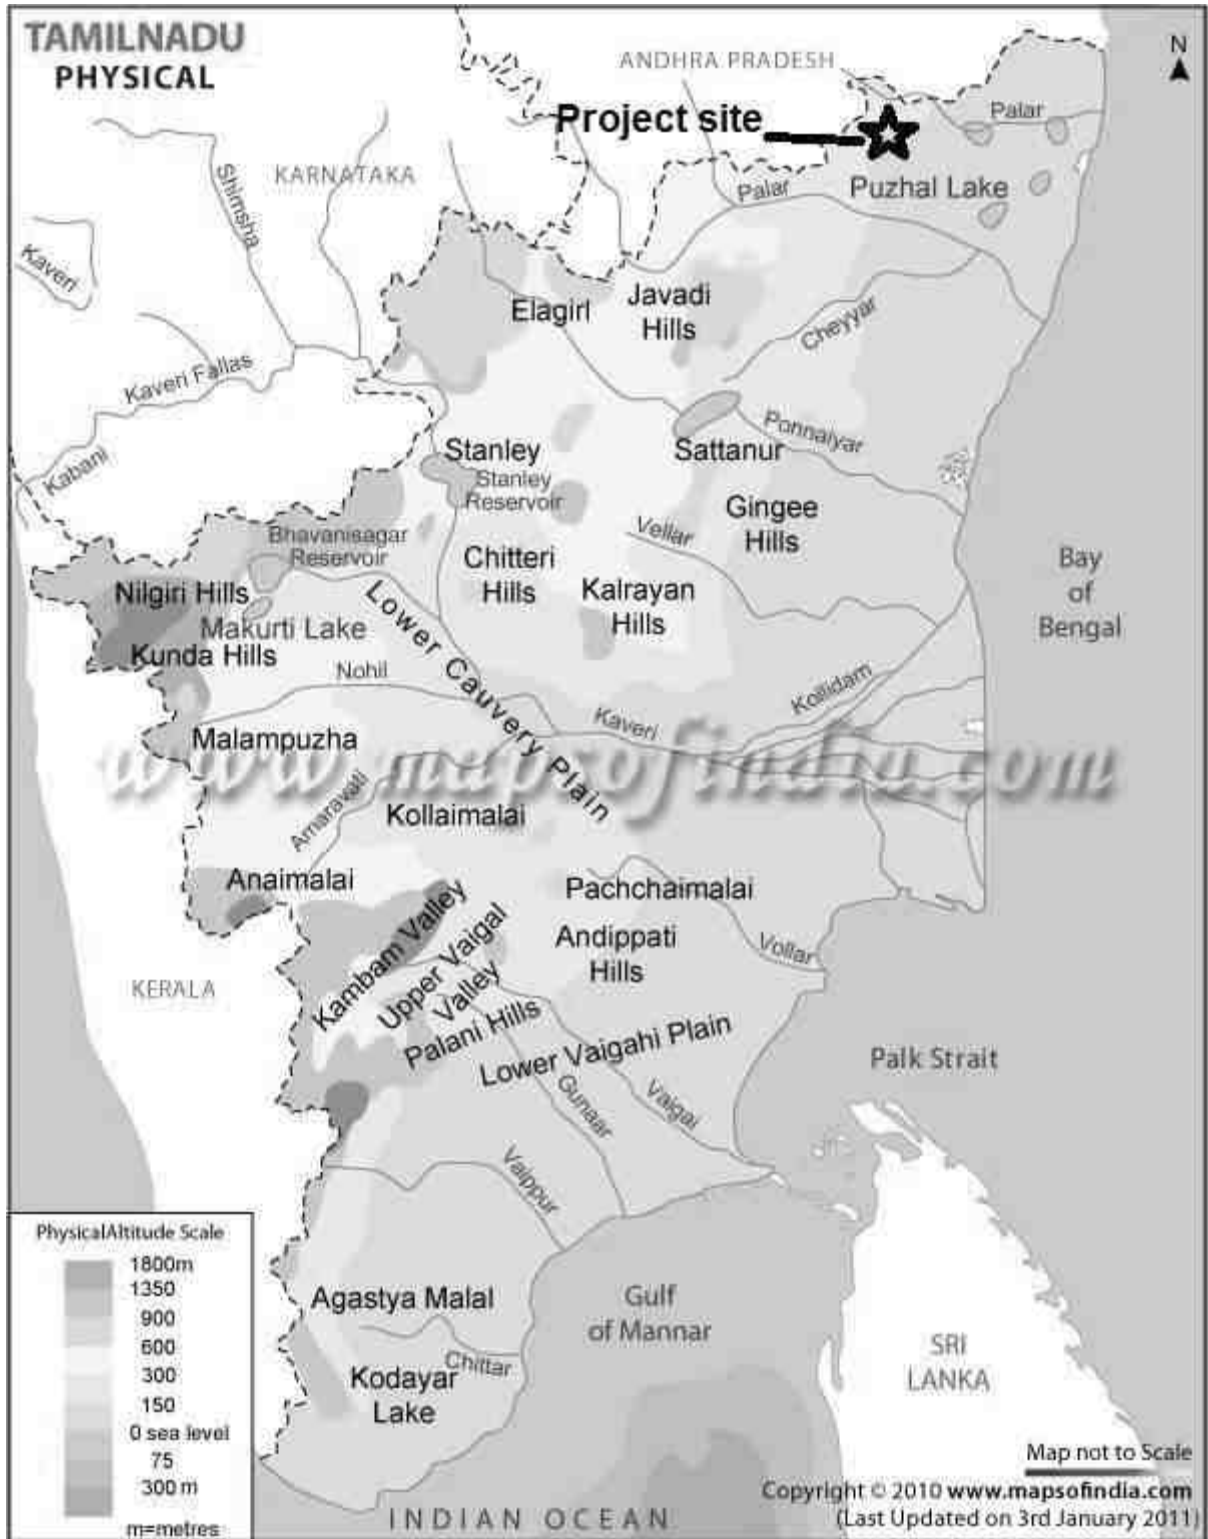 TAMILNADU
PHYSICAL
N
ANDHRA PRADESH
Project site
Palar
KARNATAKA
Shimsha
Palar
Puzhal Lake
Kaveri
Elagirl
Javadi
Hills
Cheyyar
Kaveri Fallas
Kabani
Stanley
Stanley
Reservoir
Sattanur
Ponnaiyar
Gingee
Hills
Vellar
Bhavanisagar
Reservoir
Chitteri
Hills
Kalrayan
Hills
Bay
of
Bengal
Nilgiri Hills
Makurti Lake
Kunda Hills
Lower Cauvery Plain
Nohil
Kollidam
Kaveri
Malampuzha
www.mapsofindia.com
Amaravati
Kollaimalai
Anaimalai
Pachchaimalai
Kambam Valley
Upper Vaigal
Valley
Andippati
Hills
Vollar
KERALA
Palani Hills
Lower Vaigahi Plain
Palk Strait
Gunaar
Vaigai
Vaippur
PhysicalAltitude Scale
1800m
1350
900
600
300
150
0 sea level
75
300 m
m=metres
Agastya Malal
Chittar
Kodayar
Lake
Gulf
of Mannar
SRI
LANKA
Map not to Scale
Copyright © 2010 www.mapsofindia.com
(Last Updated on 3rd January 2011)
INDIAN OCEAN